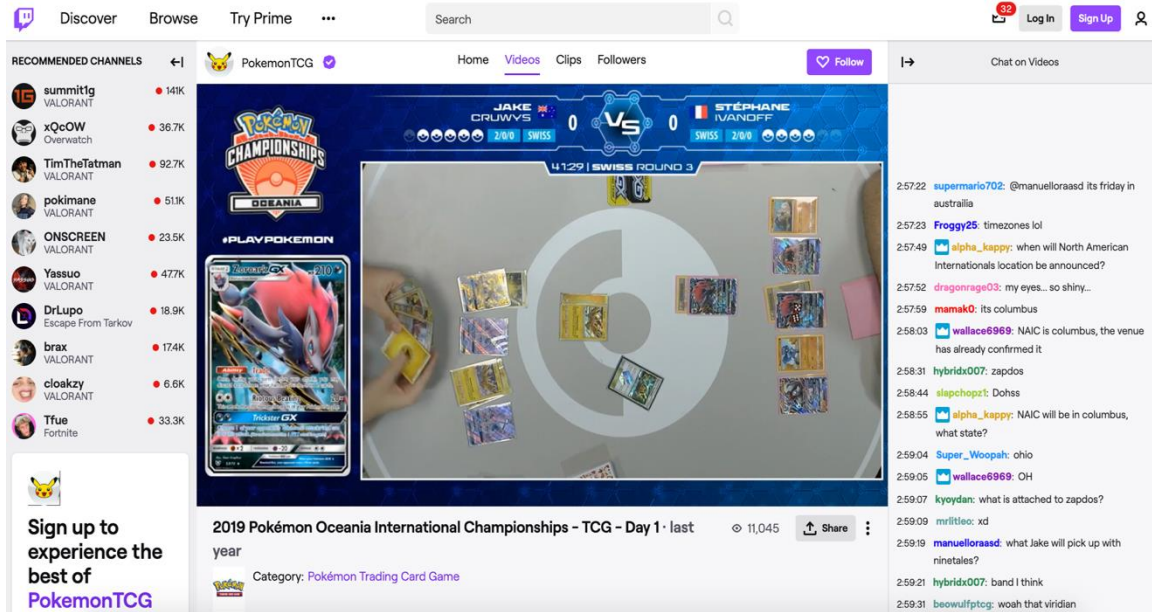 Discover Browse Try Prime ••• Search 32 Log In Sign Up
RECOMMENDED CHANNELS
summit1g 141K
VALORANT
xQcOW 36.7K
Overwatch
TimTheTatman 92.7K
VALORANT
pokimane 51.1K
VALORANT
ONSCREEN 23.5K
VALORANT
Yassuo 47.7K
VALORANT
DrLupo 18.9K
Escape From Tarkov
brax 17.4K
VALORANT
cloakzy 6.6K
VALORANT
Tfue 33.3K
Fortnite
Sign up to
experience the
best of
PokemonTCG
PokemonTCG Home Videos Clips Followers Follow
Pokémon
CHAMPIONSHIPS
OCEANIA
#PLAYPOKEMON
JAKE
CRUWYS
0 VS 0
STÉPHANE
IVANOFF
2/0/0 SWISS
SWISS 2/0/0
41:29 | SWISS ROUND 3
Zoroark GX 210
Ability
Riotous Beating
Trickster GX
2019 Pokémon Oceania International Championships - TCG - Day 1 · last
year
11,045 Share
Category: Pokémon Trading Card Game
Chat on Videos
2:57:22 supermario702: @manuelloraasd its friday in
austrailia
2:57:23 Froggy25: timezones lol
2:57:49 alpha_kappy: when will North American
Internationals location be announced?
2:57:52 dragonrage03: my eyes... so shiny...
2:57:59 mamak0: its columbus
2:58:03 wallace6969: NAIC is columbus, the venue
has already confirmed it
2:58:31 hybridx007: zapdos
2:58:44 slapchopz1: Dohss
2:58:55 alpha_kappy: NAIC will be in columbus,
what state?
2:59:04 Super_Woopah: ohio
2:59:05 wallace6969: OH
2:59:07 kyoydan: what is attached to zapdos?
2:59:09 mrlitleo: xd
2:59:19 manuelloraasd: what Jake will pick up with
ninetales?
2:59:21 hybridx007: band I think
2:59:31 beowulfptcg: woah that viridian